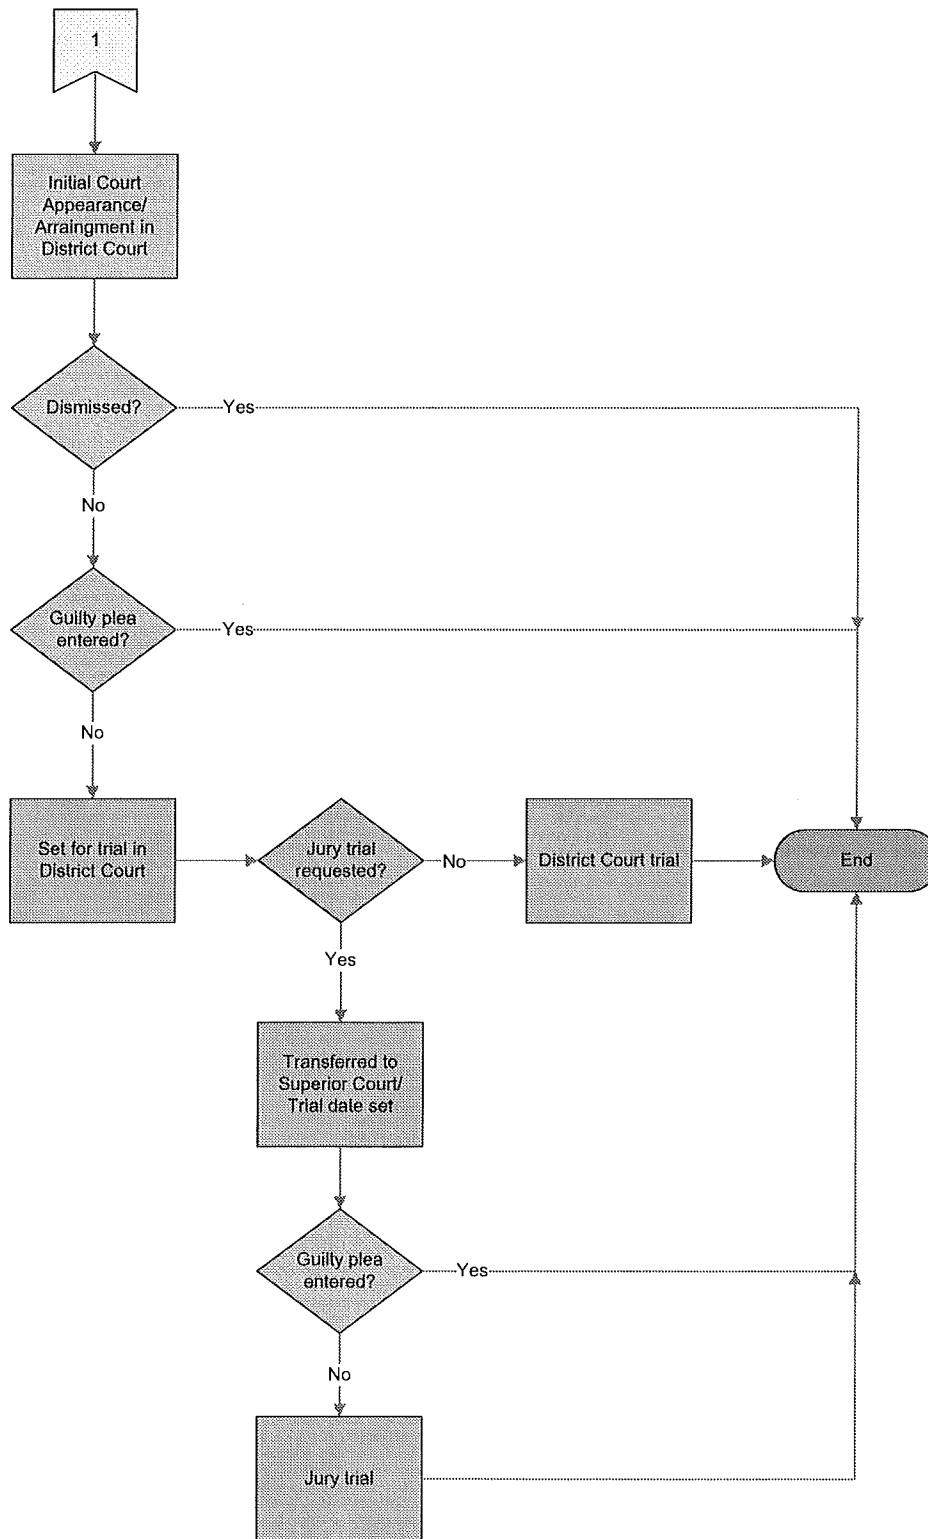 1
Initial Court
Appearance/
Arraingment in
District Court
Dismissed?
Yes
No
Guilty plea
entered?
Yes
No
Set for trial in
District Court
Jury trial
requested?
No
District Court trial
End
Yes
Transferred to
Superior Court/
Trial date set
Guilty plea
entered?
Yes
No
Jury trial